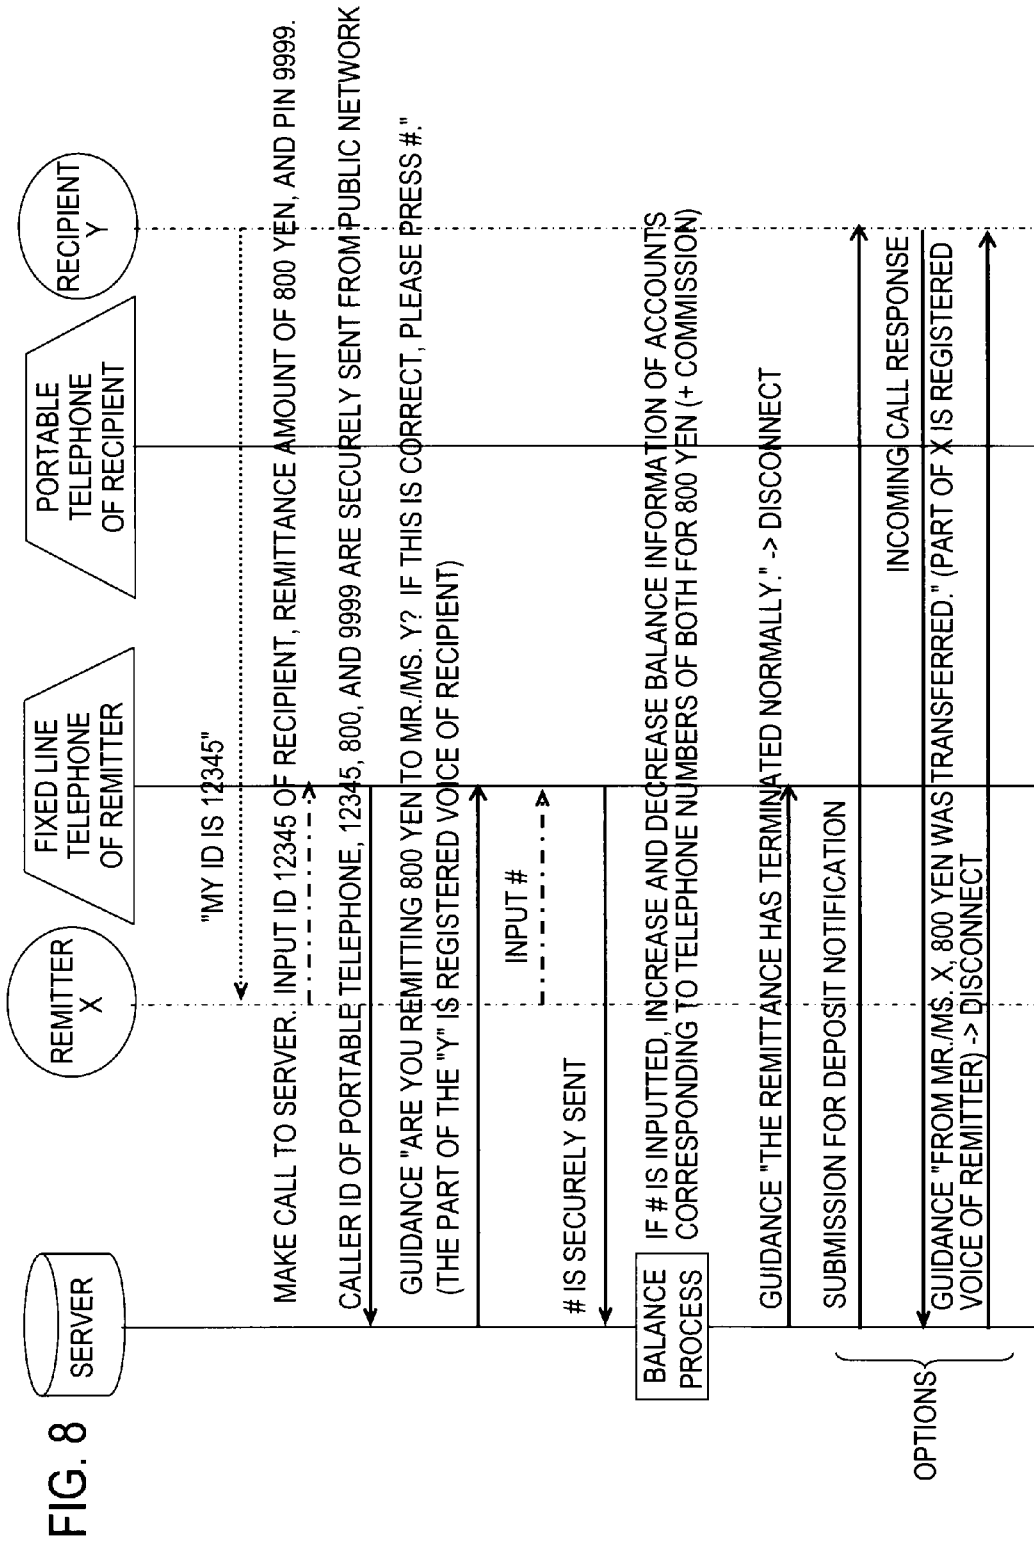 FIG. 8
SERVER
REMITTER
X
FIXED LINE
TELEPHONE
OF REMITTER
PORTABLE
TELEPHONE
OF RECIPIENT
RECIPIENT
Y
"MY ID IS 12345"
MAKE CALL TO SERVER. INPUT ID 12345 OF RECIPIENT, REMITTANCE AMOUNT OF 800 YEN, AND PIN 9999.
CALLER ID OF PORTABLE TELEPHONE, 12345, 800, AND 9999 ARE SECURELY SENT FROM PUBLIC NETWORK
GUIDANCE "ARE YOU REMITTING 800 YEN TO MR./MS. Y? IF THIS IS CORRECT, PLEASE PRESS #."
(THE PART OF THE "Y" IS REGISTERED VOICE OF RECIPIENT)
INPUT #
# IS SECURELY SENT
BALANCE
PROCESS
IF # IS INPUTTED, INCREASE AND DECREASE BALANCE INFORMATION OF ACCOUNTS
CORRESPONDING TO TELEPHONE NUMBERS OF BOTH FOR 800 YEN (+ COMMISSION)
GUIDANCE "THE REMITTANCE HAS TERMINATED NORMALLY." -> DISCONNECT
SUBMISSION FOR DEPOSIT NOTIFICATION
INCOMING CALL RESPONSE
OPTIONS
GUIDANCE "FROM MR./MS. X, 800 YEN WAS TRANSFERRED." (PART OF X IS REGISTERED
VOICE OF REMITTER) -> DISCONNECT